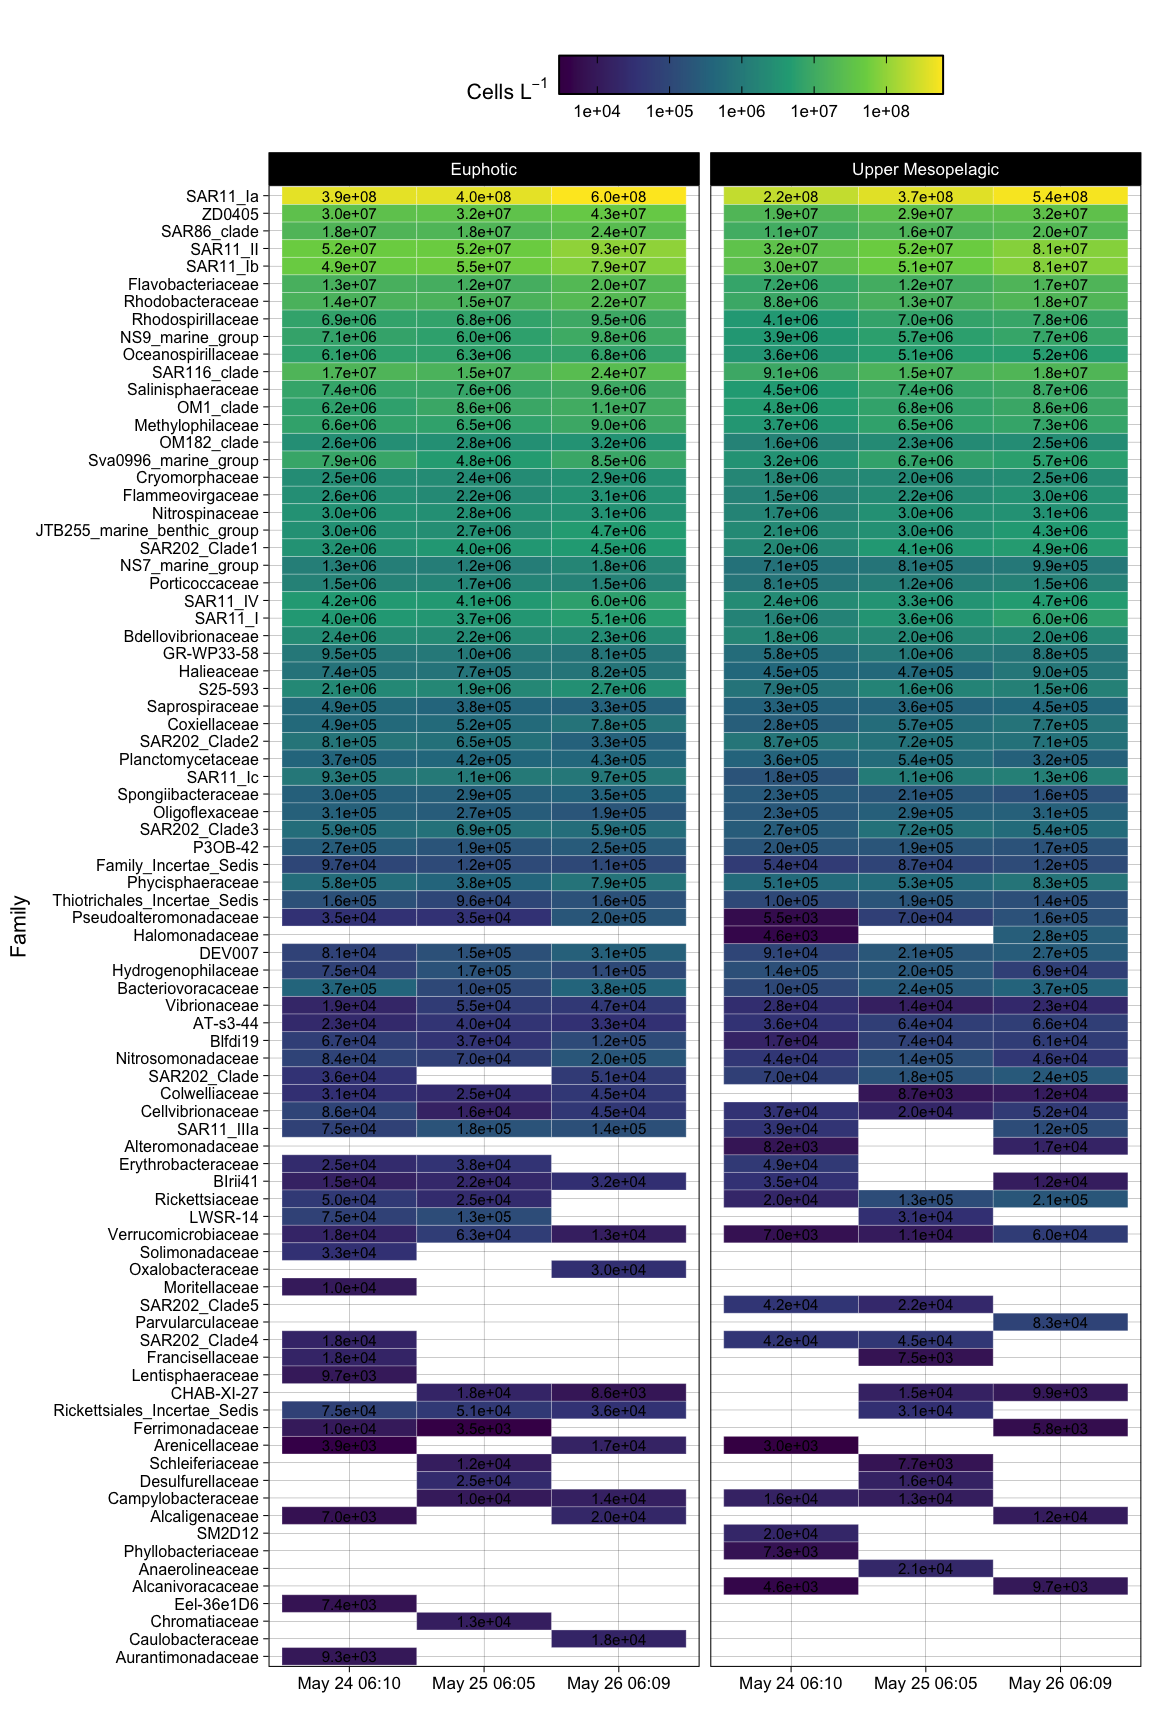 Cells L⁻¹
1e+04 1e+05 1e+06 1e+07 1e+08
Euphotic Upper Mesopelagic
SAR11_Ia 3.9e+08 4.0e+08 6.0e+08 2.2e+08 3.7e+08 5.4e+08
ZD0405 3.0e+07 3.2e+07 4.3e+07 1.9e+07 2.9e+07 3.2e+07
SAR86_clade 1.8e+07 1.8e+07 2.4e+07 1.1e+07 1.6e+07 2.0e+07
SAR11_II 5.2e+07 5.2e+07 9.3e+07 3.2e+07 5.2e+07 8.1e+07
SAR11_Ib 4.9e+07 5.5e+07 7.9e+07 3.0e+07 5.1e+07 8.1e+07
Flavobacteriaceae 1.3e+07 1.2e+07 2.0e+07 7.2e+06 1.2e+07 1.7e+07
Rhodobacteraceae 1.4e+07 1.5e+07 2.2e+07 8.8e+06 1.3e+07 1.8e+07
Rhodospirillaceae 6.9e+06 6.8e+06 9.5e+06 4.1e+06 7.0e+06 7.8e+06
NS9_marine_group 7.1e+06 6.0e+06 9.8e+06 3.9e+06 5.7e+06 7.7e+06
Oceanospirillaceae 6.1e+06 6.3e+06 6.8e+06 3.6e+06 5.1e+06 5.2e+06
SAR116_clade 1.7e+07 1.5e+07 2.4e+07 9.1e+06 1.5e+07 1.8e+07
Salinisphaeraceae 7.4e+06 7.6e+06 9.6e+06 4.5e+06 7.4e+06 8.7e+06
OM1_clade 6.2e+06 8.6e+06 1.1e+07 4.8e+06 6.8e+06 8.6e+06
Methylophilaceae 6.6e+06 6.5e+06 9.0e+06 3.7e+06 6.5e+06 7.3e+06
OM182_clade 2.6e+06 2.8e+06 3.2e+06 1.6e+06 2.3e+06 2.5e+06
Sva0996_marine_group 7.9e+06 4.8e+06 8.5e+06 3.2e+06 6.7e+06 5.7e+06
Cryomorphaceae 2.5e+06 2.4e+06 2.9e+06 1.8e+06 2.0e+06 2.5e+06
Flammeovirgaceae 2.6e+06 2.2e+06 3.1e+06 1.5e+06 2.2e+06 3.0e+06
Nitrospinaceae 3.0e+06 2.8e+06 3.1e+06 1.7e+06 3.0e+06 3.1e+06
JTB255_marine_benthic_group 3.0e+06 2.7e+06 4.7e+06 2.1e+06 3.0e+06 4.3e+06
SAR202_Clade1 3.2e+06 4.0e+06 4.5e+06 2.0e+06 4.1e+06 4.9e+06
NS7_marine_group 1.3e+06 1.2e+06 1.8e+06 7.1e+05 8.1e+05 9.9e+05
Porticoccaceae 1.5e+06 1.7e+06 1.5e+06 8.1e+05 1.2e+06 1.5e+06
SAR11_IV 4.2e+06 4.1e+06 6.0e+06 2.4e+06 3.3e+06 4.7e+06
SAR11_I 4.0e+06 3.7e+06 5.1e+06 1.6e+06 3.6e+06 6.0e+06
Bdellovibrionaceae 2.4e+06 2.2e+06 2.3e+06 1.8e+06 2.0e+06 2.0e+06
GR-WP33-58 9.5e+05 1.0e+06 8.1e+05 5.8e+05 1.0e+06 8.8e+05
Halieaceae 7.4e+05 7.7e+05 8.2e+05 4.5e+05 4.7e+05 9.0e+05
S25-593 2.1e+06 1.9e+06 2.7e+06 7.9e+05 1.6e+06 1.5e+06
Saprospiraceae 4.9e+05 3.8e+05 3.3e+05 3.3e+05 3.6e+05 4.5e+05
Coxiellaceae 4.9e+05 5.2e+05 7.8e+05 2.8e+05 5.7e+05 7.7e+05
SAR202_Clade2 8.1e+05 6.5e+05 3.3e+05 8.7e+05 7.2e+05 7.1e+05
Planctomycetaceae 3.7e+05 4.2e+05 4.3e+05 3.6e+05 5.4e+05 3.2e+05
SAR11_Ic 9.3e+05 1.1e+06 9.7e+05 1.8e+05 1.1e+06 1.3e+06
Spongiibacteraceae 3.0e+05 2.9e+05 3.5e+05 2.3e+05 2.1e+05 1.6e+05
Oligoflexaceae 3.1e+05 2.7e+05 1.9e+05 2.3e+05 2.9e+05 3.1e+05
SAR202_Clade3 5.9e+05 6.9e+05 5.9e+05 2.7e+05 7.2e+05 5.4e+05
P3OB-42 2.7e+05 1.9e+05 2.5e+05 2.0e+05 1.9e+05 1.7e+05
Family_Incertae_Sedis 9.7e+04 1.2e+05 1.1e+05 5.4e+04 8.7e+04 1.2e+05
Phycisphaeraceae 5.8e+05 3.8e+05 7.9e+05 5.1e+05 5.3e+05 8.3e+05
Thiotrichales_Incertae_Sedis 1.6e+05 9.6e+04 1.6e+05 1.0e+05 1.9e+05 1.4e+05
Pseudoalteromonadaceae 3.5e+04 3.5e+04 2.0e+05 5.5e+03 7.0e+04 1.6e+05
Halomonadaceae 4.6e+03 2.8e+05
DEV007 8.1e+04 1.5e+05 3.1e+05 9.1e+04 2.1e+05 2.7e+05
Hydrogenophilaceae 7.5e+04 1.7e+05 1.1e+05 1.4e+05 2.0e+05 6.9e+04
Bacteriovoracaceae 3.7e+05 1.0e+05 3.8e+05 1.0e+05 2.4e+05 3.7e+05
Vibrionaceae 1.9e+04 5.5e+04 4.7e+04 2.8e+04 1.4e+04 2.3e+04
AT-s3-44 2.3e+04 4.0e+04 3.3e+04 3.6e+04 6.4e+04 6.6e+04
Blfdi19 6.7e+04 3.7e+04 1.2e+05 1.7e+04 7.4e+04 6.1e+04
Nitrosomonadaceae 8.4e+04 7.0e+04 2.0e+05 4.4e+04 1.4e+05 4.6e+04
SAR202_Clade 3.6e+04 5.1e+04 7.0e+04 1.8e+05 2.4e+05
Colwelliaceae 3.1e+04 2.5e+04 4.5e+04 8.7e+03 1.2e+04
Cellvibrionaceae 8.6e+04 1.6e+04 4.5e+04 3.7e+04 2.0e+04 5.2e+04
SAR11_IIIa 7.5e+04 1.8e+05 1.4e+05 3.9e+04 1.2e+05
Alteromonadaceae 8.2e+03 1.7e+04
Erythrobacteraceae 2.5e+04 3.8e+04 4.9e+04
BIrii41 1.5e+04 2.2e+04 3.2e+04 3.5e+04 1.2e+04
Rickettsiaceae 5.0e+04 2.5e+04 2.0e+04 1.3e+05 2.1e+05
LWSR-14 7.5e+04 1.3e+05 3.1e+04
Verrucomicrobiaceae 1.8e+04 6.3e+04 1.3e+04 7.0e+03 1.1e+04 6.0e+04
Solimonadaceae 3.3e+04
Oxalobacteraceae 3.0e+04
Moritellaceae 1.0e+04
SAR202_Clade5 4.2e+04 2.2e+04
Parvularculaceae 8.3e+04
SAR202_Clade4 1.8e+04 4.2e+04 4.5e+04
Francisellaceae 1.8e+04 7.5e+03
Lentisphaeraceae 9.7e+03
CHAB-XI-27 1.8e+04 8.6e+03 1.5e+04 9.9e+03
Rickettsiales_Incertae_Sedis 7.5e+04 5.1e+04 3.6e+04 3.1e+04
Ferrimonadaceae 1.0e+04 3.5e+03 5.8e+03
Arenicellaceae 3.9e+03 1.7e+04 3.0e+03
Schleiferiaceae 1.2e+04 7.7e+03
Desulfurellaceae 2.5e+04 1.6e+04
Campylobacteraceae 1.0e+04 1.4e+04 1.6e+04 1.3e+04
Alcaligenaceae 7.0e+03 2.0e+04 1.2e+04
SM2D12 2.0e+04
Phyllobacteriaceae 7.3e+03
Anaerolineaceae 2.1e+04
Alcanivoracaceae 4.6e+03 9.7e+03
Eel-36e1D6 7.4e+03
Chromatiaceae 1.3e+04
Caulobacteraceae 1.8e+04
Aurantimonadaceae 9.3e+03
May 24 06:10 May 25 06:05 May 26 06:09 May 24 06:10 May 25 06:05 May 26 06:09
Family